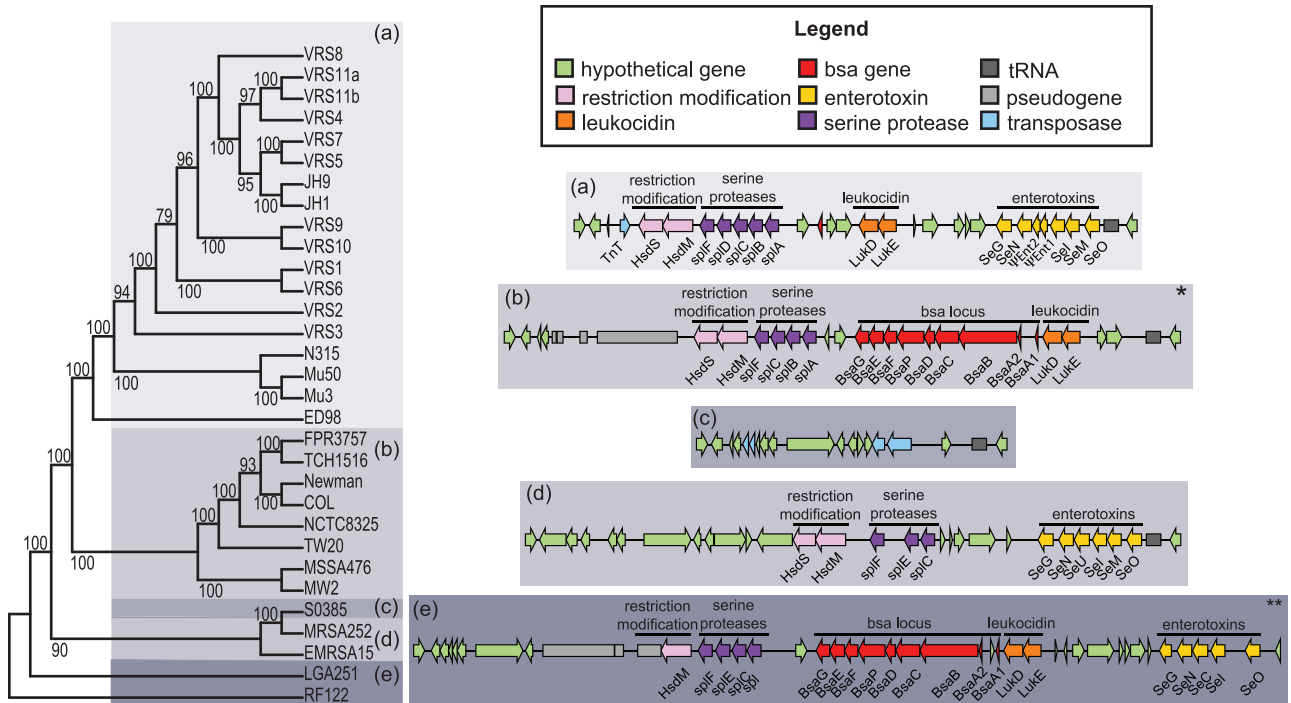 (a)
VRS8
VRS11a
VRS11b
VRS4
VRS7
VRS5
JH9
JH1
VRS9
VRS10
VRS1
VRS6
VRS2
VRS3
N315
Mu50
Mu3
ED98
(b)
FPR3757
TCH1516
Newman
COL
NCTC8325
TW20
MSSA476
MW2
(c)
S0385
(d)
MRSA252
EMRSA15
(e)
LGA251
RF122
100
100
97
100
100
100
95
100
96
79
100
100
94
100
100
100
100
100
93
100
100
100
100
100
100
100
100
90
Legend
hypothetical gene
bsa gene
tRNA
restriction modification
enterotoxin
pseudogene
leukocidin
serine protease
transposase
(a)
restriction modification
serine proteases
leukocidin
enterotoxins
TnT HsdS HsdM splF splD splC splB splA LukD LukE SeG SeN ψEnt2 ψEnt1 SeI SeM SeO
(b)
*
restriction modification
serine proteases
bsa locus
leukocidin
HsdS HsdM splF splC splB splA BsaG BsaE BsaF BsaP BsaD BsaC BsaB BsaA2 BsaA1 LukD LukE
(c)
(d)
restriction modification
serine proteases
enterotoxins
HsdS HsdM splF splE splC SeG SeN SeU SeI SeM SeO
(e)
**
restriction modification
serine proteases
bsa locus
leukocidin
enterotoxins
HsdM splF splE splC spl BsaG BsaE BsaF BsaP BsaD BsaC BsaB BsaA2 BsaA1 LukD LukE SeG SeN SeC SeI SeO